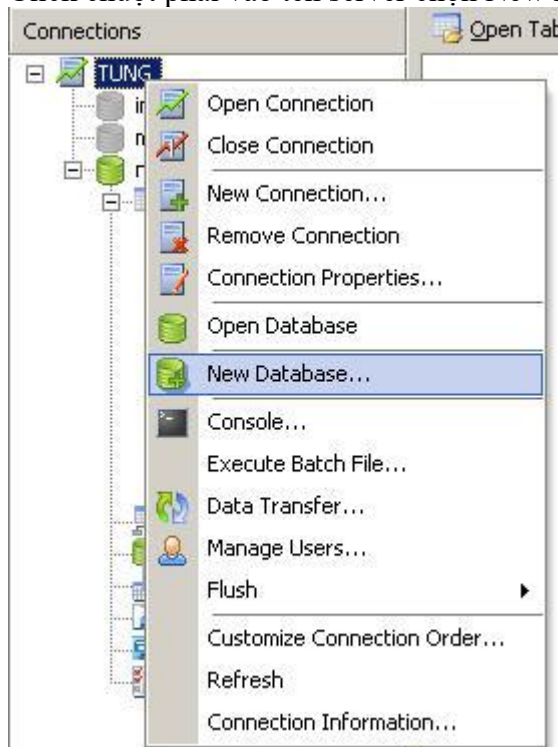 Connections
Open Tab
TUNG
Open Connection
Close Connection
New Connection...
Remove Connection
Connection Properties...
Open Database
New Database...
Console...
Execute Batch File...
Data Transfer...
Manage Users...
Flush
Customize Connection Order...
Refresh
Connection Information...